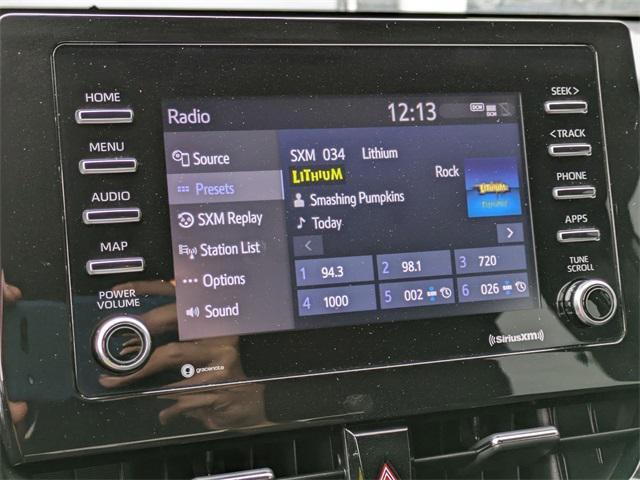 HOME
MENU
AUDIO
MAP
POWER
VOLUME
Radio
12:13
DCM
Source
Presets
SXM Replay
Station List
Options
Sound
SXM 034 Lithium
LiTHiUM
Rock
Smashing Pumpkins
Today
1 94.3
2 98.1
3 720
4 1000
5 002
6 026
SEEK >
< TRACK
PHONE
APPS
TUNE
SCROLL
gracenote
SiriusXM